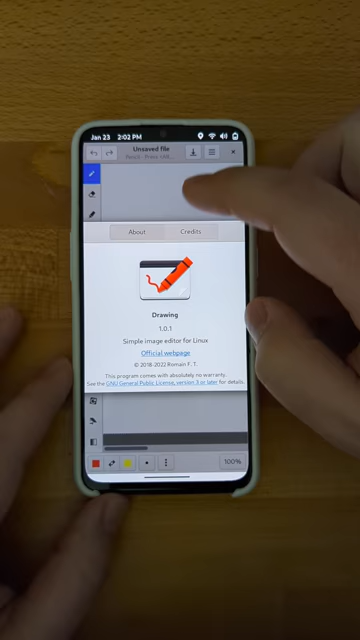 Jan 23 2:02 PM
Unsaved file
About Credits
Drawing
1.0.1
Simple image editor for Linux
Official webpage
© 2018-2022 Romain F. T.
This program comes with absolutely no warranty.
See the GNU General Public License, version 3 or later for details.
100%